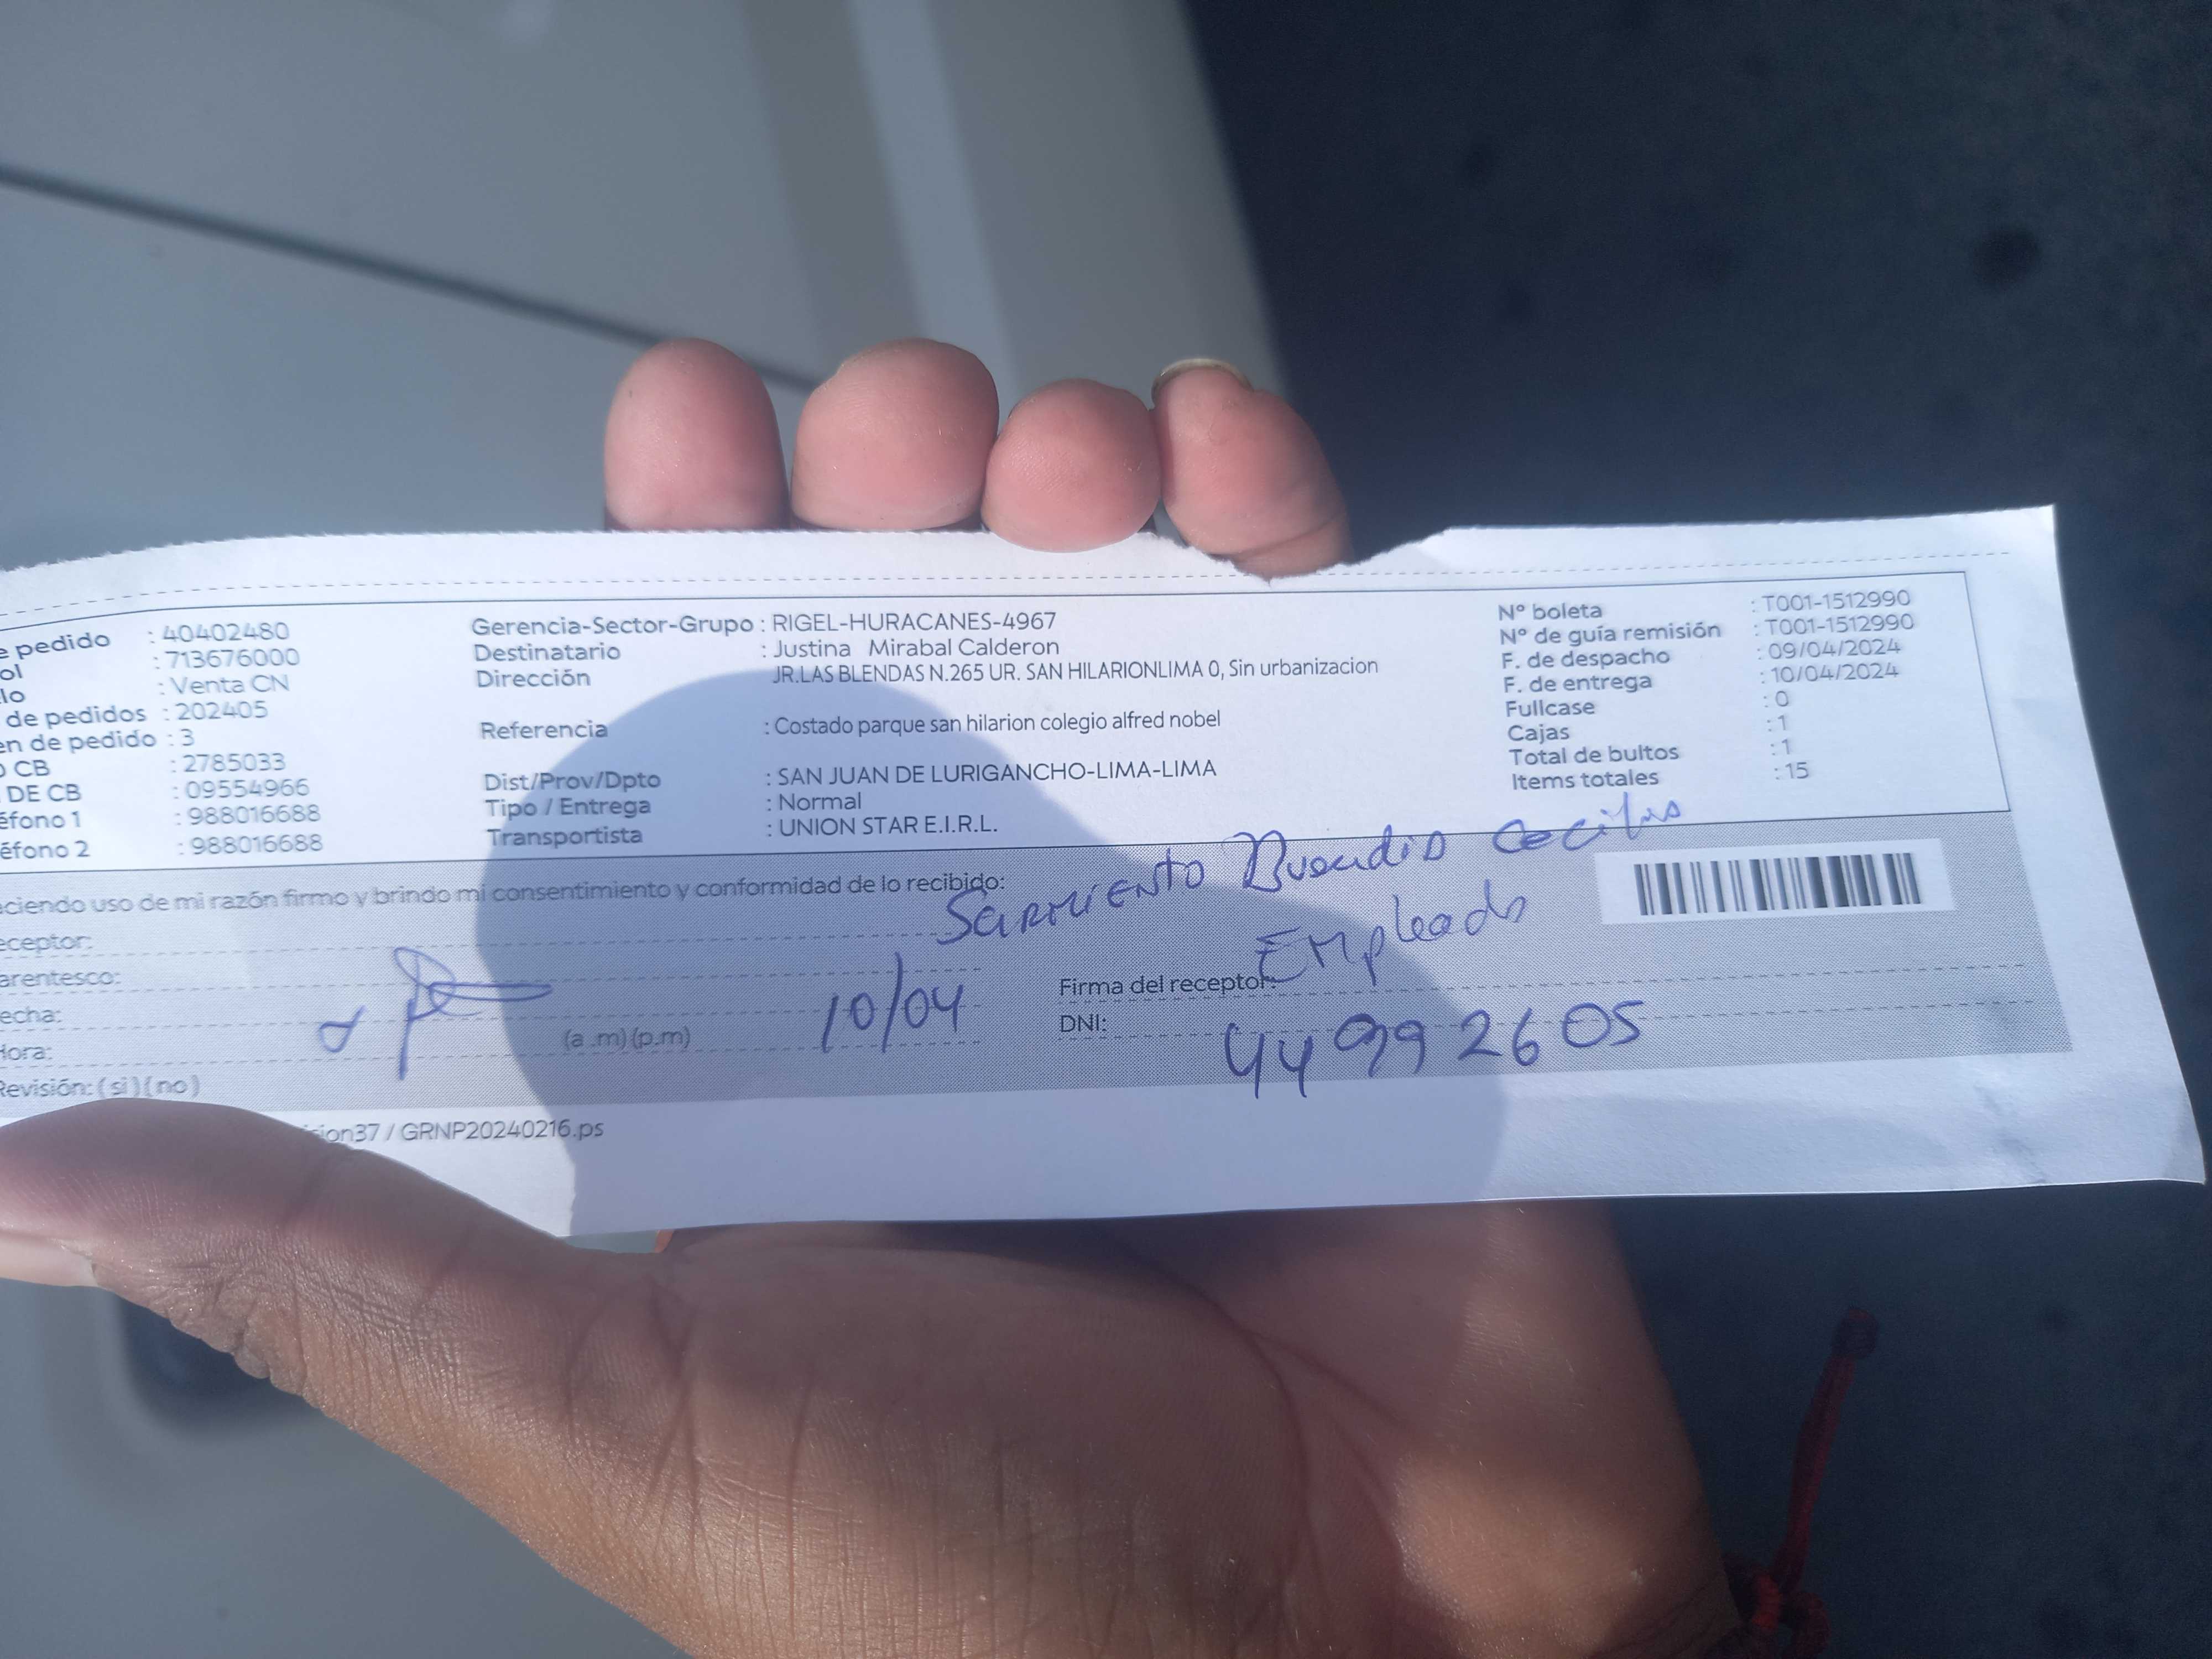 e pedido : 40402480
ol : 713676000
lo : Venta CN
de pedidos : 202405
en de pedido : 3
o CB : 2785033
DE CB : 09554966
éfono 1 : 988016688
éfono 2 : 988016688
Gerencia-Sector-Grupo : RIGEL-HURACANES-4967
Destinatario : Justina Mirabal Calderon
Dirección JR.LAS BLENDAS N.265 UR. SAN HILARIONLIMA 0, Sin urbanizacion
Referencia : Costado parque san hilarion colegio alfred nobel
Dist/Prov/Dpto : SAN JUAN DE LURIGANCHO-LIMA-LIMA
Tipo / Entrega : Normal
Transportista : UNION STAR E.I.R.L.
Nº boleta : T001-1512990
Nº de guía remisión : T001-1512990
F. de despacho : 09/04/2024
F. de entrega : 10/04/2024
Fullcase : 0
Cajas : 1
Total de bultos : 1
Items totales : 15
aciendo uso de mi razón firmo y brindo mi consentimiento y conformidad de lo recibido:
eceptor: Sarmiento Buendia Cecilia
arentesco: Empleado
echa: 10/04
Hora: (a .m) (p.m)
Revisión: ( si ) ( no )
Firma del receptor:
DNI: 44992605
sion37 / GRNP20240216.ps